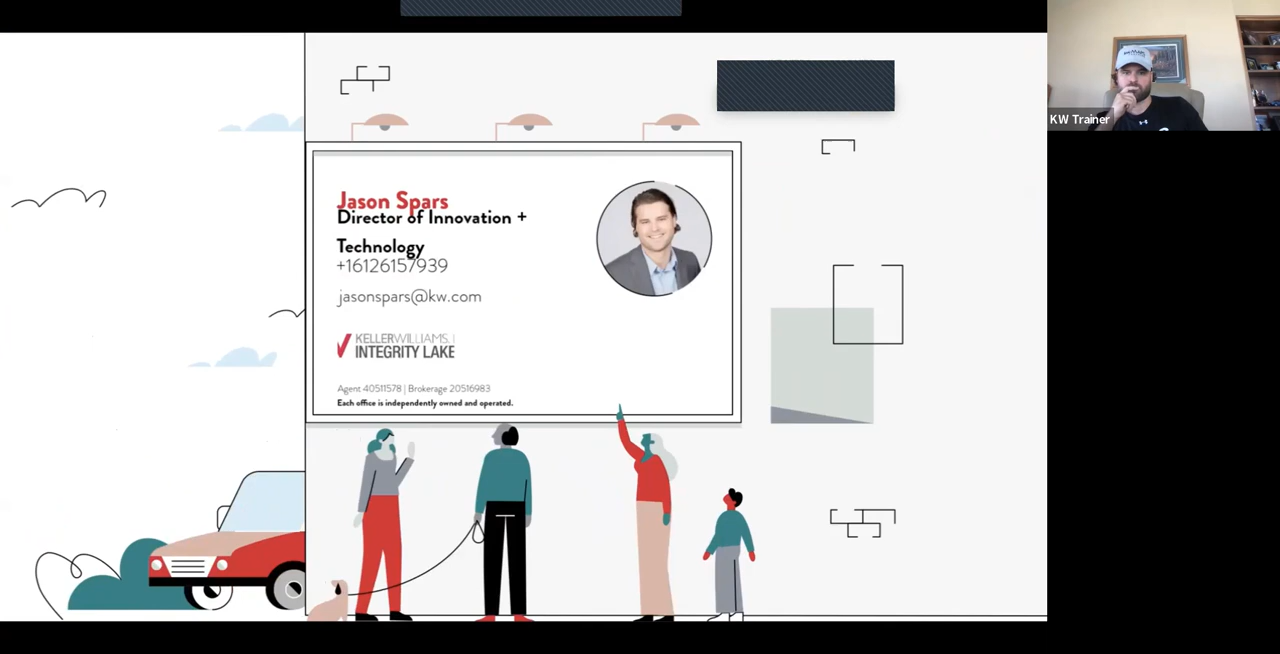 KW Trainer
Jason Spars
Director of Innovation +
Technology
+16126157939
jasonspars@kw.com
KELLERWILLIAMS.
INTEGRITY LAKE
Agent 40511578 | Brokerage 20516983
Each office is independently owned and operated.